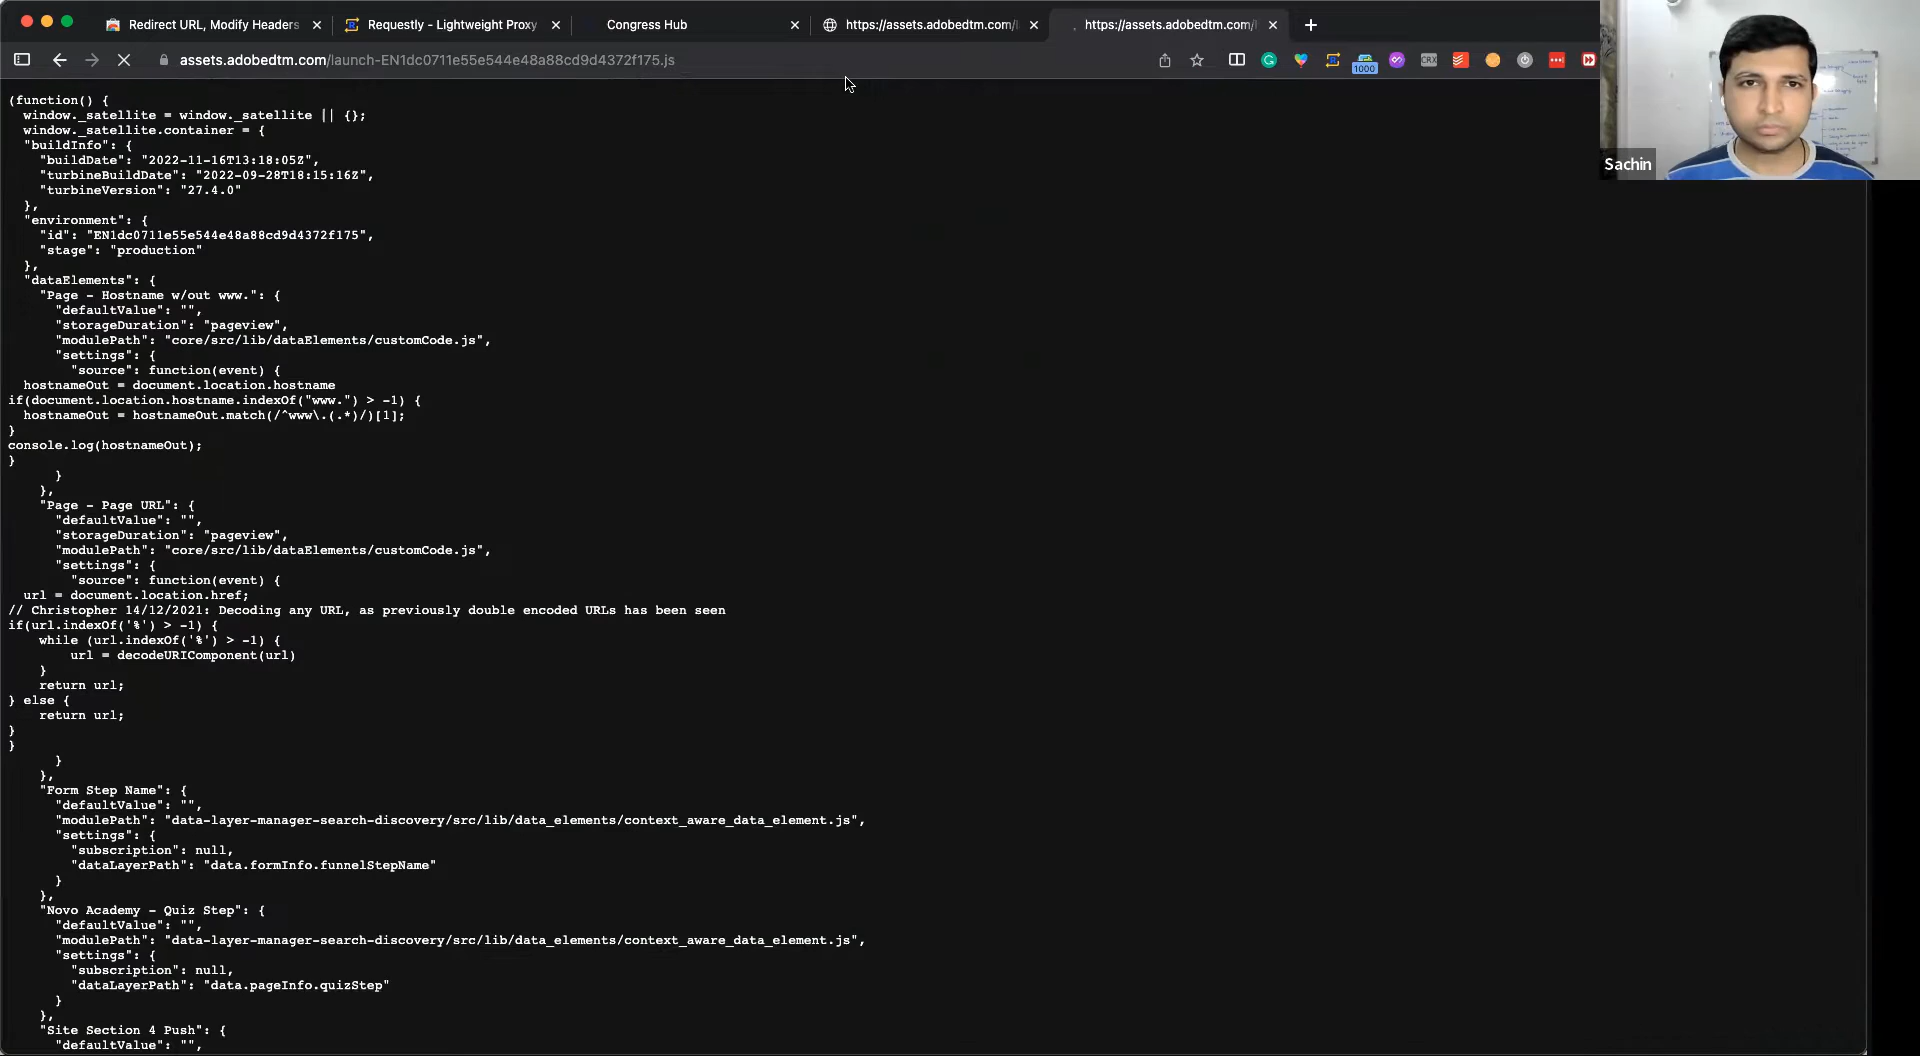 Redirect URL, Modify Headers
Requestly - Lightweight Proxy
Congress Hub
https://assets.adobedtm.com/
https://assets.adobedtm.com/
assets.adobedtm.com/launch-EN1dc0711e55e544e48a88cd9d4372f175.js
CRX
1000
Sachin
(function() {
window._satellite = window._satellite || {};
window._satellite.container = {
"buildInfo": {
"buildDate": "2022-11-16T13:18:05Z",
"turbineBuildDate": "2022-09-28T18:15:16Z",
"turbineVersion": "27.4.0"
},
"environment": {
"id": "EN1dc0711e55e544e48a88cd9d4372f175",
"stage": "production"
},
"dataElements": {
"Page - Hostname w/out www.": {
"defaultValue": "",
"storageDuration": "pageview",
"modulePath": "core/src/lib/dataElements/customCode.js",
"settings": {
"source": function(event) {
hostnameOut = document.location.hostname
if(document.location.hostname.indexOf("www.") > -1) {
hostnameOut = hostnameOut.match(/^www\.(.*)/)[1];
}
console.log(hostnameOut);
}
}
},
"Page - Page URL": {
"defaultValue": "",
"storageDuration": "pageview",
"modulePath": "core/src/lib/dataElements/customCode.js",
"settings": {
"source": function(event) {
url = document.location.href;
// Christopher 14/12/2021: Decoding any URL, as previously double encoded URLs has been seen
if(url.indexOf('%') > -1) {
while (url.indexOf('%') > -1) {
url = decodeURIComponent(url)
}
return url;
} else {
return url;
}
}
}
},
"Form Step Name": {
"defaultValue": "",
"modulePath": "data-layer-manager-search-discovery/src/lib/data_elements/context_aware_data_element.js",
"settings": {
"subscription": null,
"dataLayerPath": "data.formInfo.funnelStepName"
}
},
"Novo Academy - Quiz Step": {
"defaultValue": "",
"modulePath": "data-layer-manager-search-discovery/src/lib/data_elements/context_aware_data_element.js",
"settings": {
"subscription": null,
"dataLayerPath": "data.pageInfo.quizStep"
}
},
"Site Section 4 Push": {
"defaultValue": "",